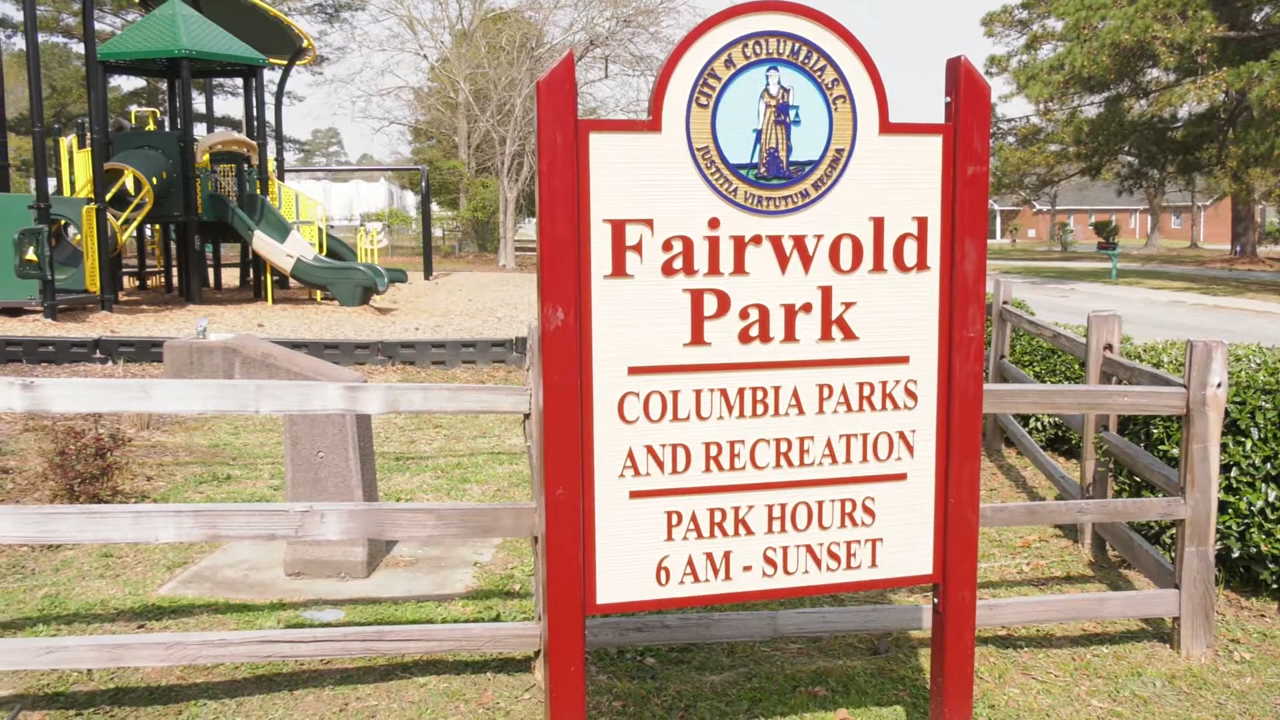 CITY of COLUMBIA, S.C.
JUSTITIA VIRTUTUM REGINA
Fairwold
Park
COLUMBIA PARKS
AND RECREATION
PARK HOURS
6 AM - SUNSET